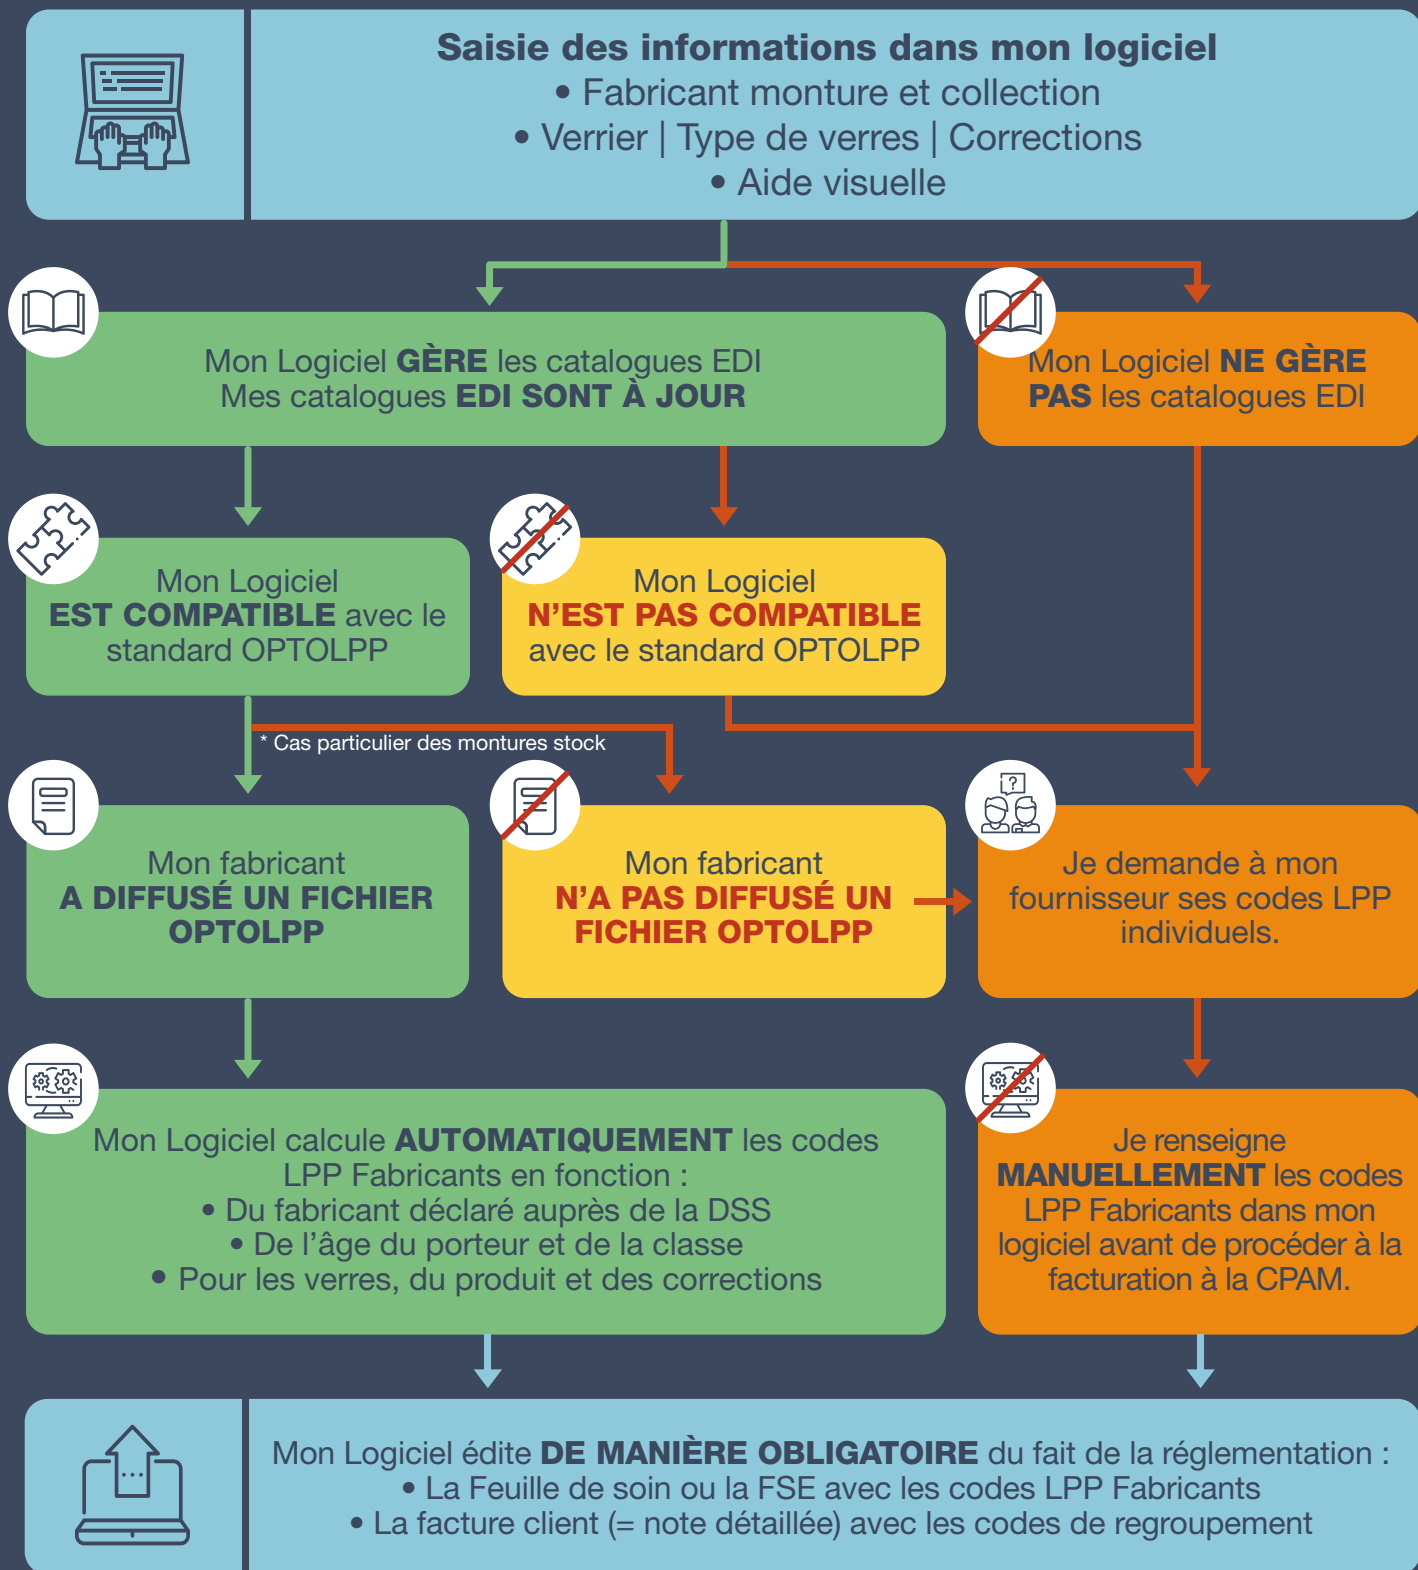 Saisie des informations dans mon logiciel
• Fabricant monture et collection
• Verrier | Type de verres | Corrections
• Aide visuelle
Mon Logiciel GÈRE les catalogues EDI
Mes catalogues EDI SONT À JOUR
Mon Logiciel NE GÈRE
PAS les catalogues EDI
Mon Logiciel
EST COMPATIBLE avec le
standard OPTOLPP
Mon Logiciel
N'EST PAS COMPATIBLE
avec le standard OPTOLPP
* Cas particulier des montures stock
Mon fabricant
A DIFFUSÉ UN FICHIER
OPTOLPP
Mon fabricant
N'A PAS DIFFUSÉ UN
FICHIER OPTOLPP
?
Je demande à mon
fournisseur ses codes LPP
individuels.
Mon Logiciel calcule AUTOMATIQUEMENT les codes
LPP Fabricants en fonction :
• Du fabricant déclaré auprès de la DSS
• De l'âge du porteur et de la classe
• Pour les verres, du produit et des corrections
Je renseigne
MANUELLEMENT les codes
LPP Fabricants dans mon
logiciel avant de procéder à la
facturation à la CPAM.
Mon Logiciel édite DE MANIÈRE OBLIGATOIRE du fait de la réglementation :
• La Feuille de soin ou la FSE avec les codes LPP Fabricants
• La facture client (= note détaillée) avec les codes de regroupement